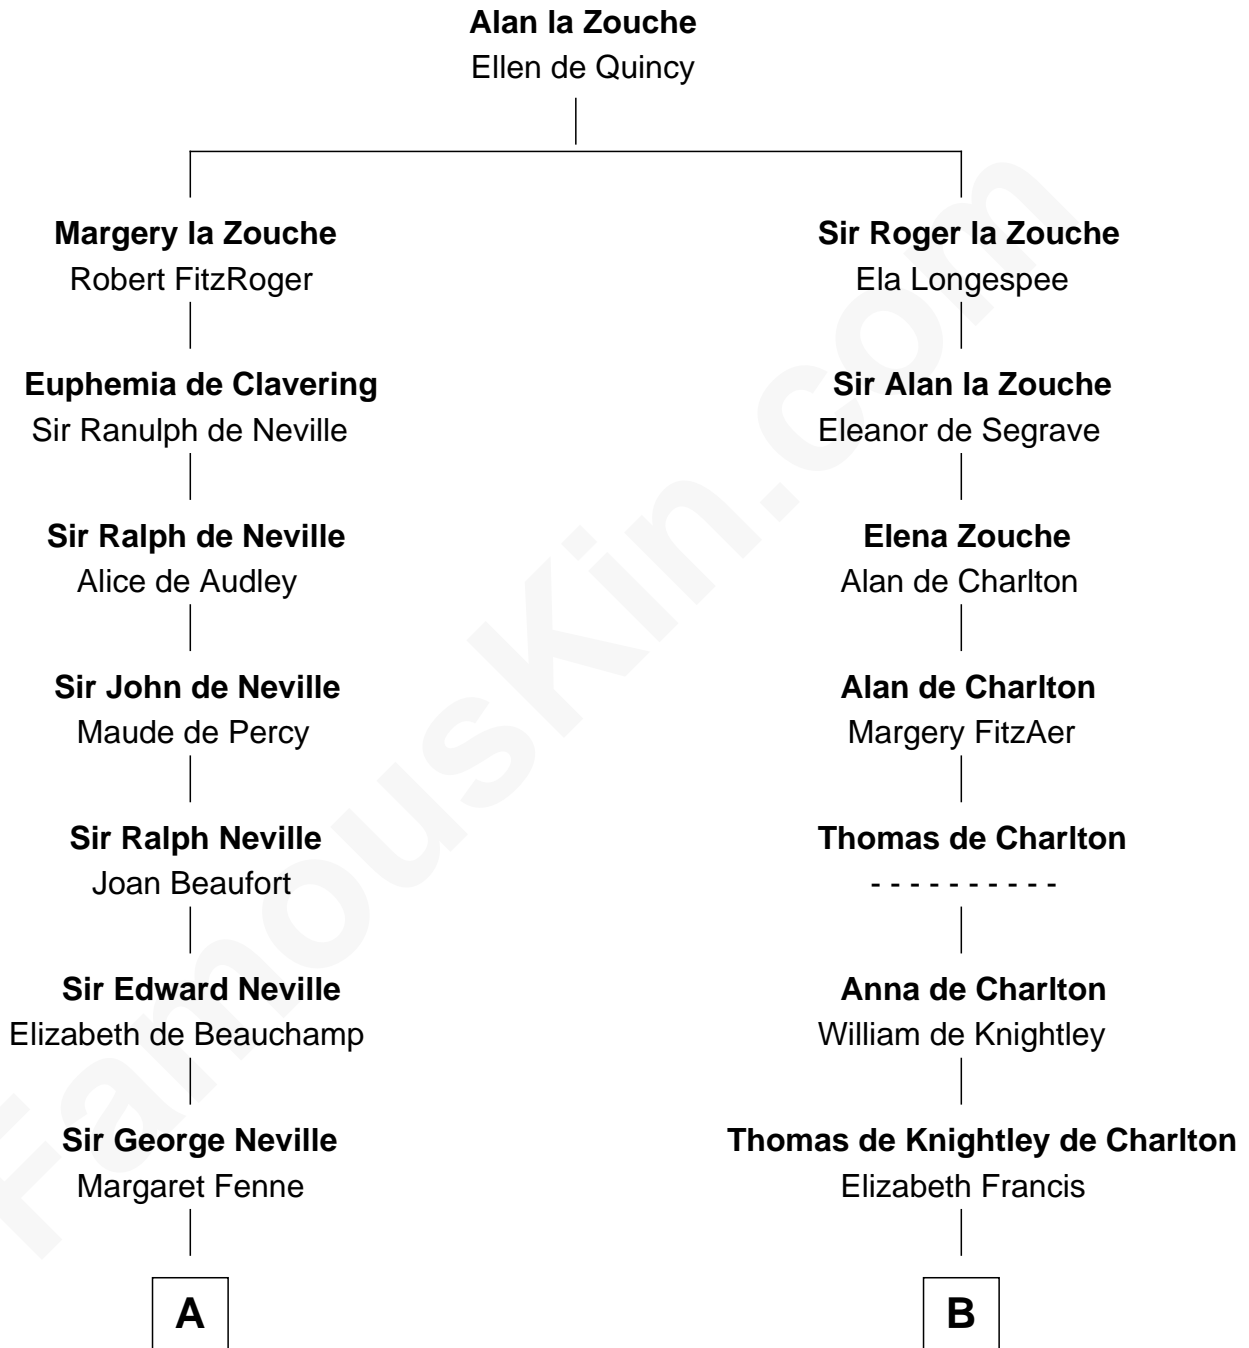 Alan la Zouche
Ellen de Quincy
Margery la Zouche
Robert FitzRoger
Sir Roger la Zouche
Ela Longespee
Euphemia de Clavering
Sir Ranulph de Neville
Sir Alan la Zouche
Eleanor de Segrave
Sir Ralph de Neville
Alice de Audley
Elena Zouche
Alan de Charlton
Sir John de Neville
Maude de Percy
Alan de Charlton
Margery FitzAer
Sir Ralph Neville
Joan Beaufort
Thomas de Charlton
- - - - - - - - - -
Sir Edward Neville
Elizabeth de Beauchamp
Anna de Charlton
William de Knightley
Sir George Neville
Margaret Fenne
Thomas de Knightley de Charlton
Elizabeth Francis
A
B
FamousKin.com